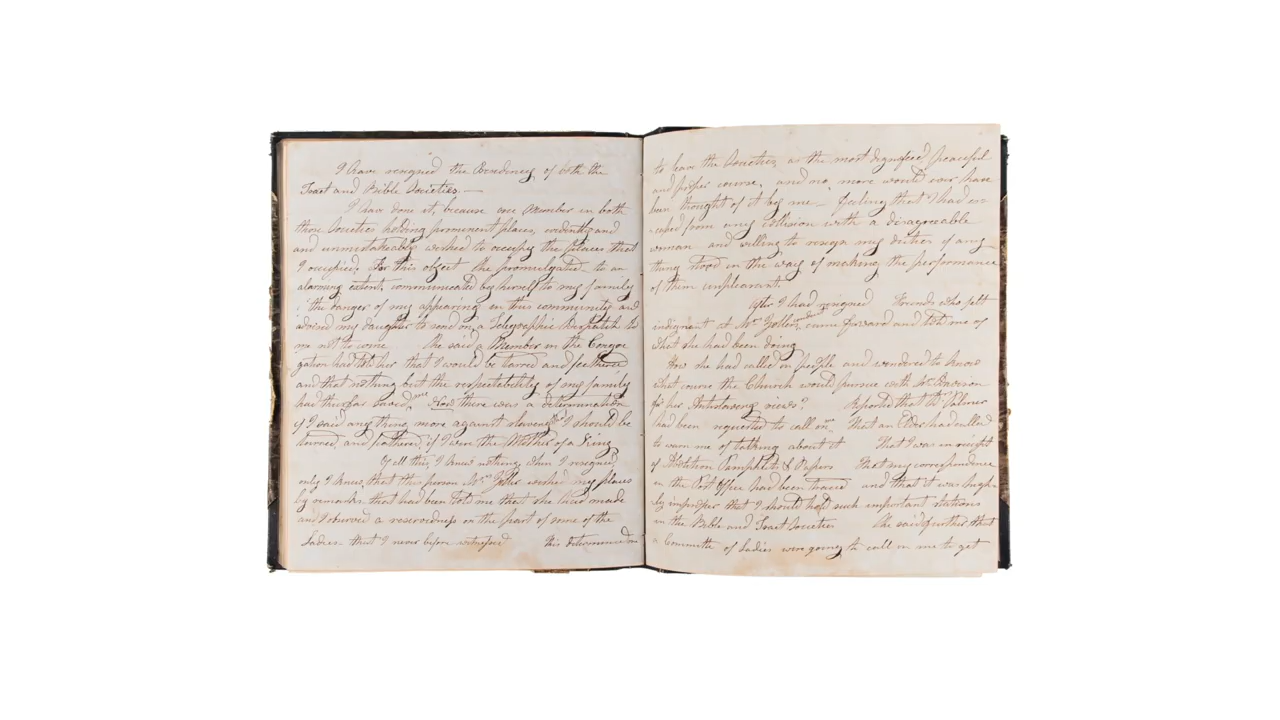 I have resigned the Presidency of both the
Tract and Bible Societies. —
I have done it, because one Member in both
those Societies holding prominent places, evidently and
and unmistakeably wished to occupy the places that
I occupied. For this object she promulgated to an
alarming extent, communicated by herself to my family
the danger of my appearing in this community and
advised my daughter to send on a Telegraphic Despatch to
me not to come. She said a Member in the Congre
gation had told her that I would be tarred and feathered
and that nothing but the respectability of my family
had thus far saved me. Now there was a determination
if I said any thing more against slavery that I should be
tarred and feathered if I were the Mother of a King
Of all this, I knew nothing when I resigned,
only I knew, that this person Mrs wished my places
by remarks that had been told me that she had made
and I observed a reservedness on the part of some of the
Ladies that I never before witnessed this determined me
to leave the Societies as the most dignified, peaceful
and proper course, and no more would ever have
been thought of it by me — feeling that I had es-
caped from any collision with a disagreeable
woman and willing to resign my duties if any
thing stood in the way of making the performance
of them unpleasant.
After I had resigned Friends who felt
indignant at Mrs conduct came forward and told me of
what she had been doing
How she had called in people and wondered to know
what course the Church would pursue with Mrs
for her Antislavery views? Reported that Dr Palmer
had been requested to call on me That an Elder had called
to warn me of talking about it That I was in receipt
of Abolition Pamphlets & Papers That my correspondence
in the Post Office had been traced and that it was high-
ly improper that I should hold such important stations
in the Bible and Tract Societies She said further that
a Committee of Ladies were going to call on me to get